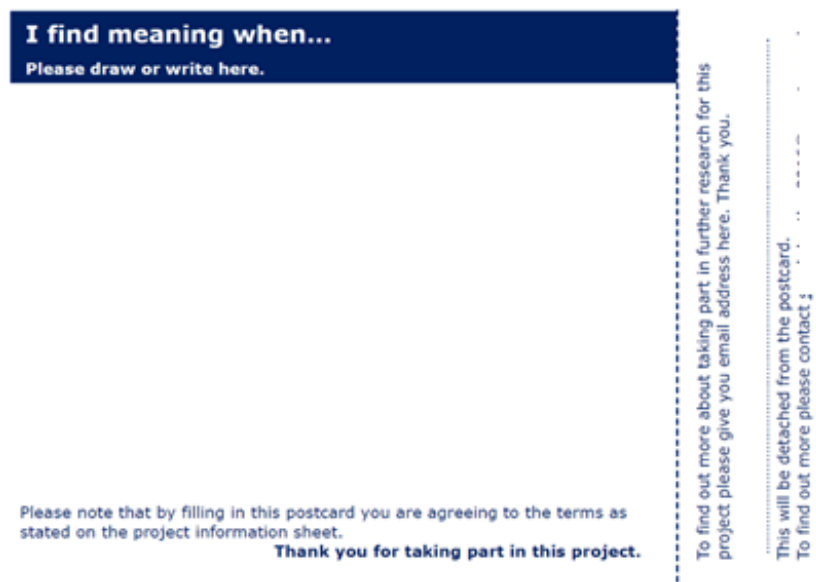 I find meaning when...
Please draw or write here.
Please note that by filling in this postcard you are agreeing to the terms as
stated on the project information sheet.
Thank you for taking part in this project.
To find out more about taking part in further research for this
project please give you email address here. Thank you.
This will be detached from the postcard.
To find out more please contact